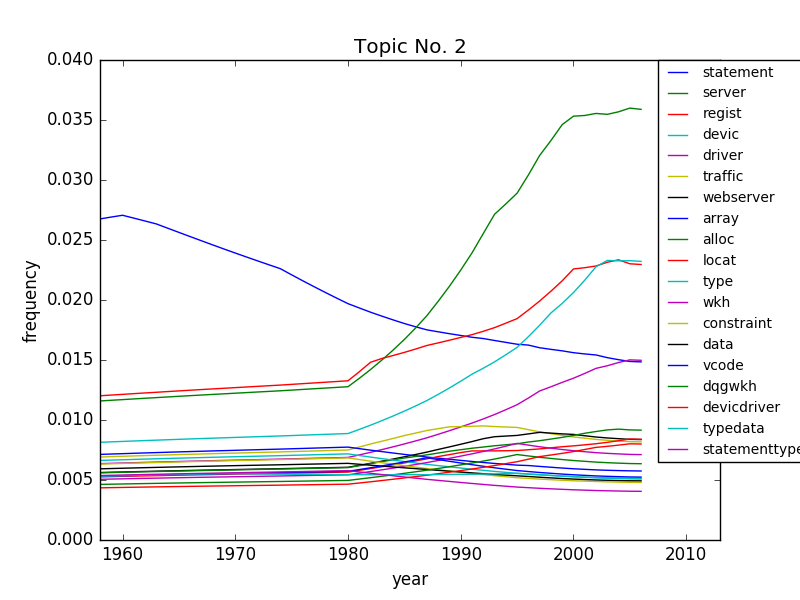 Topic No. 2
0.040
0.035
0.030
0.025
0.020
0.015
0.010
0.005
0.000
frequency
1960
1970
1980
1990
2000
2010
year
statement
server
regist
devic
driver
traffic
webserver
array
alloc
locat
type
wkh
constraint
data
vcode
dqgwkh
devicdriver
typedata
statementtype